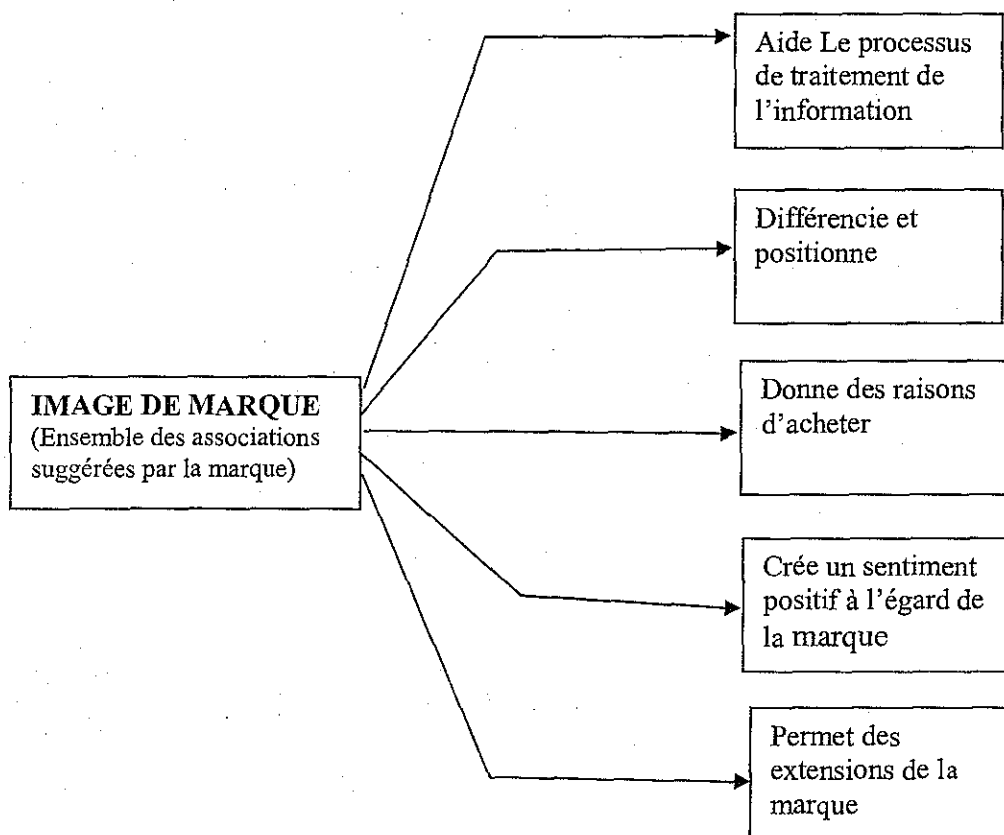 Aide Le processus
de traitement de
l'information
Différencie et
positionne
IMAGE DE MARQUE
(Ensemble des associations
suggérées par la marque)
Donne des raisons
d'acheter
Crée un sentiment
positif à l'égard de
la marque
Permet des
extensions de la
marque